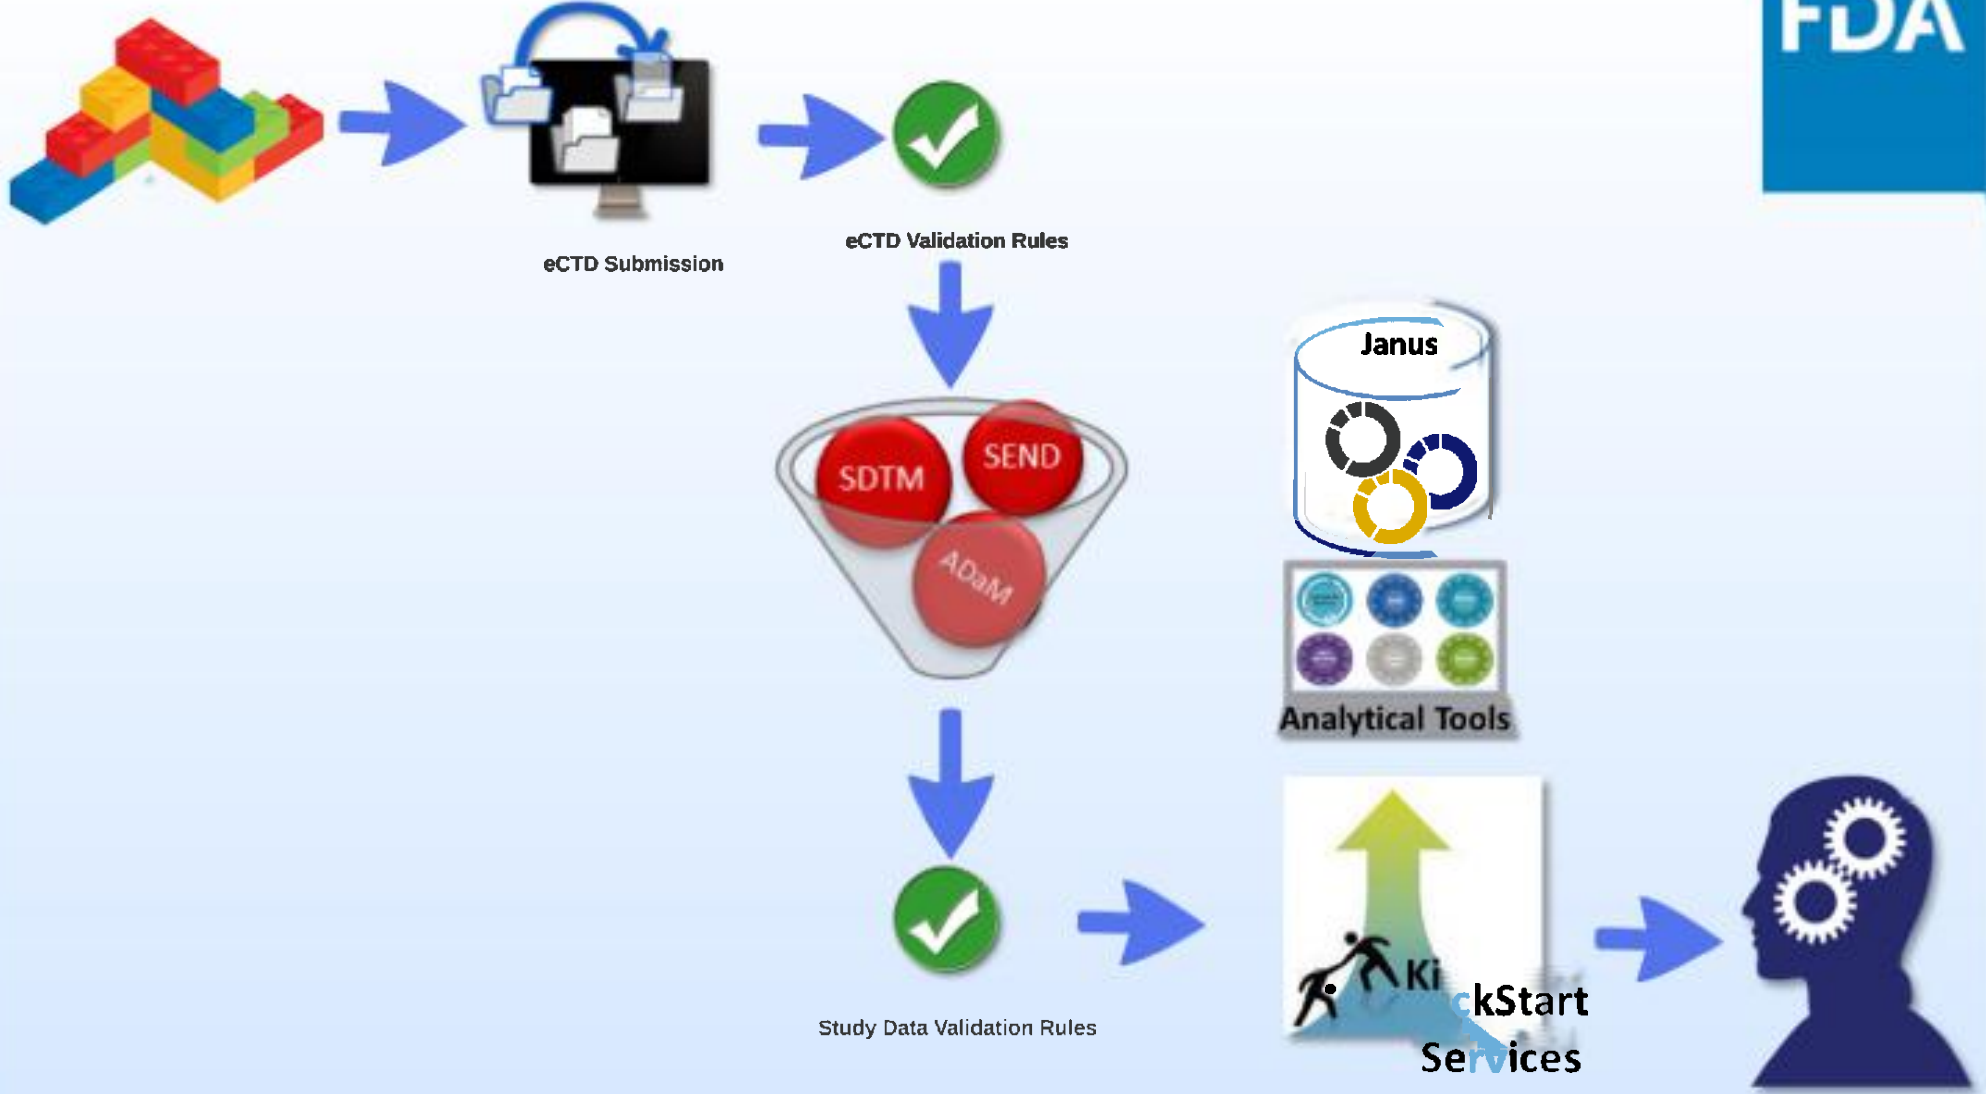 FDA
eCTD Validation Rules
eCTD Submission
Janus
SEND
SDTM
ADaM
Analytical Tools
KickStart
Services
Study Data Validation Rules